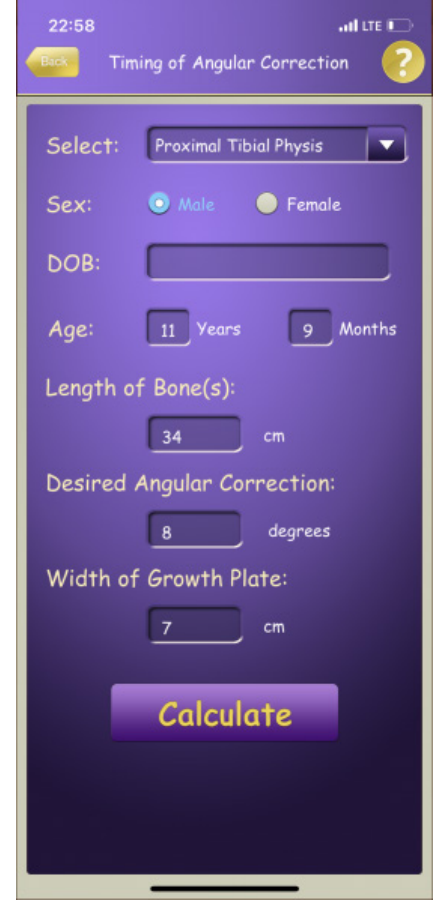 22:58 LTE
Back Timing of Angular Correction ?
Select: Proximal Tibial Physis
Sex: Male Female
DOB:
Age: 11 Years 9 Months
Length of Bone(s):
34 cm
Desired Angular Correction:
8 degrees
Width of Growth Plate:
7 cm
Calculate